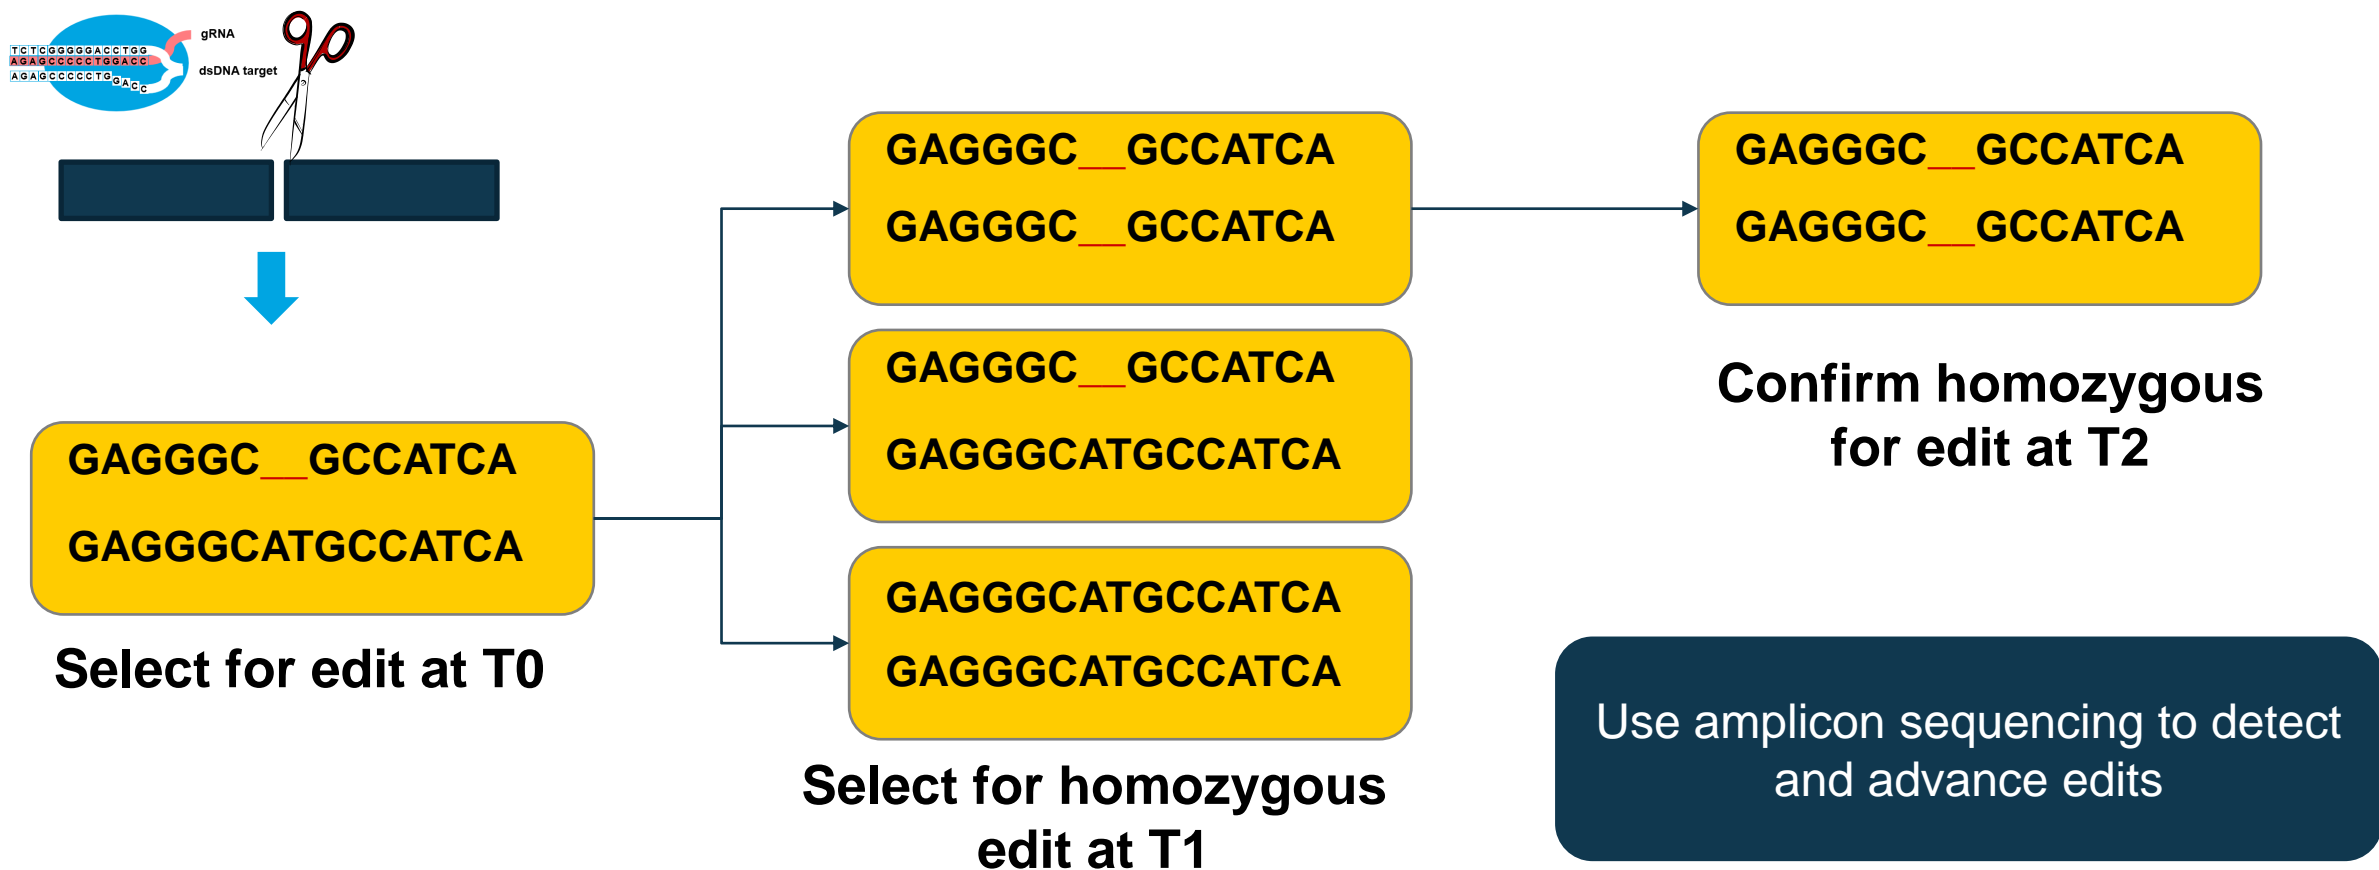 gRNA
TCTCGGGGGACCTGG
AGAGCCCCCTGGACC
dsDNA target
AGAGCCCCCTGGACC
GAGGGC__GCCATCA
GAGGGCATGCCATCA
Select for edit at T0
GAGGGC__GCCATCA
GAGGGC__GCCATCA
GAGGGC__GCCATCA
GAGGGCATGCCATCA
GAGGGCATGCCATCA
GAGGGCATGCCATCA
Select for homozygous
edit at T1
GAGGGC__GCCATCA
GAGGGC__GCCATCA
Confirm homozygous
for edit at T2
Use amplicon sequencing to detect
and advance edits